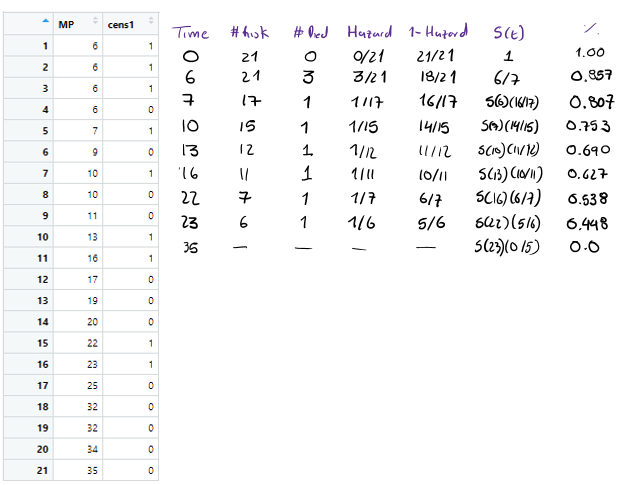 MP cens1
1 6 1
2 6 1
3 6 1
4 6 0
5 7 1
6 9 0
7 10 1
8 10 0
9 11 0
10 13 1
11 16 1
12 17 0
13 19 0
14 20 0
15 22 1
16 23 1
17 25 0
18 32 0
19 32 0
20 34 0
21 35 0
Time #Risk #Died Hazard 1-Hazard S(t) %
0 21 0 0/21 21/21 1 1.00
6 21 3 3/21 18/21 6/7 0.857
7 17 1 1/17 16/17 S(6)(16/17) 0.807
10 15 1 1/15 14/15 S(7)(14/15) 0.753
13 12 1 1/12 11/12 S(10)(11/12) 0.690
16 11 1 1/11 10/11 S(13)(10/11) 0.627
22 7 1 1/7 6/7 S(16)(6/7) 0.538
23 6 1 1/6 5/6 S(22)(5/6) 0.448
35 — — — — S(23)(0/5) 0.0